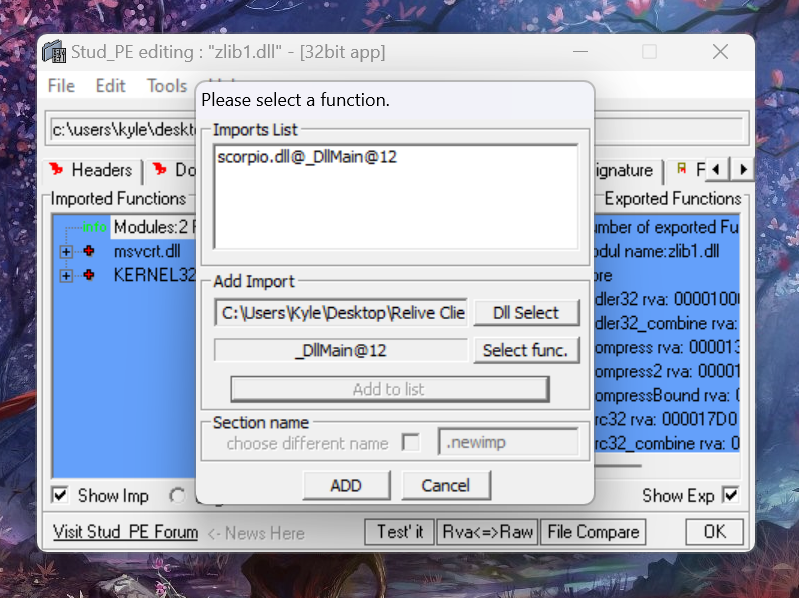 Stud_PE editing : "zlib1.dll" - [32bit app]
File Edit Tools
Please select a function.
c:\users\kyle\deskt
Imports List
scorpio.dll@_DllMain@12
Headers
Do
ignature
F
Imported Functions
Exported Functions
info Modules:2 F
msvcrt.dll
KERNEL32
mber of exported Fu
dul name:zlib1.dll
ore
dler32 rva: 0000100
dler32_combine rva:
ompress rva: 000013
ompress2 rva: 00001
ompressBound rva:
rc32 rva: 000017D0
rc32_combine rva: 0
Add Import
C:\Users\Kyle\Desktop\Relive Clie
Dll Select
_DllMain@12
Select func.
Add to list
Section name
choose different name
.newimp
ADD
Cancel
Show Imp
Show Exp
Visit Stud_PE Forum
<- News Here
Test' it
Rva<=>Raw
File Compare
OK